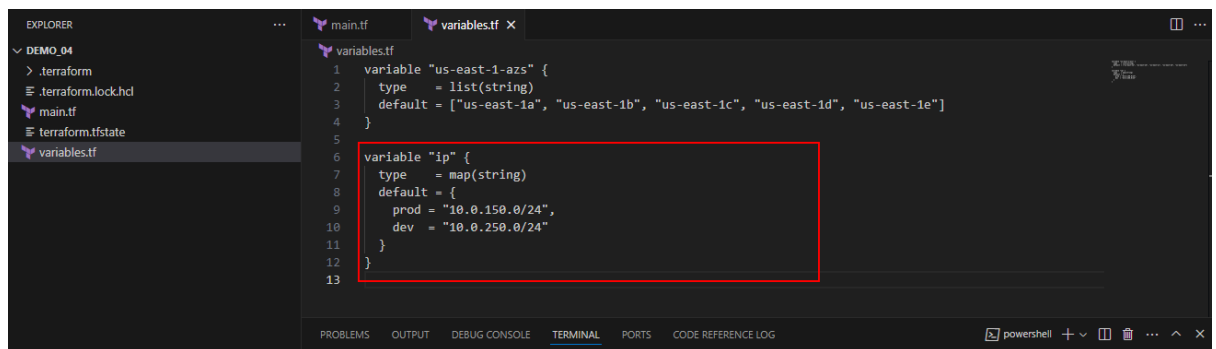 EXPLORER ...
DEMO_04
.terraform
.terraform.lock.hcl
main.tf
terraform.tfstate
variables.tf
main.tf variables.tf
variables.tf
1 variable "us-east-1-azs" {
2   type    = list(string)
3   default = ["us-east-1a", "us-east-1b", "us-east-1c", "us-east-1d", "us-east-1e"]
4 }
5
6 variable "ip" {
7   type    = map(string)
8   default = {
9     prod = "10.0.150.0/24",
10     dev  = "10.0.250.0/24"
11   }
12 }
13
PROBLEMS OUTPUT DEBUG CONSOLE TERMINAL PORTS CODE REFERENCE LOG powershell